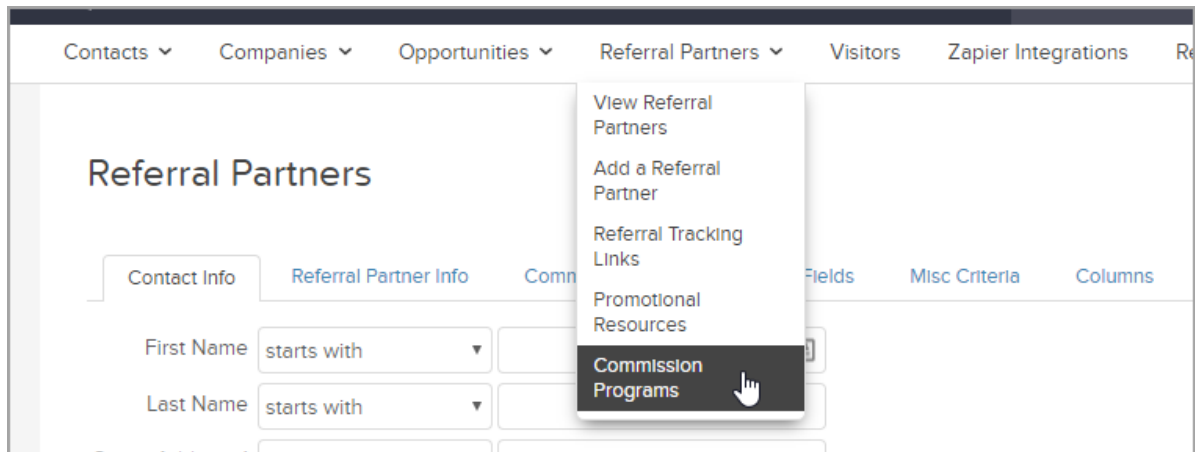 Contacts Companies Opportunities Referral Partners Visitors Zapier Integrations
View Referral
Partners
Add a Referral
Partner
Referral Tracking
Links
Promotional
Resources
Commission
Programs
Referral Partners
Contact Info Referral Partner Info Fields Misc Criteria Columns
First Name starts with
Last Name starts with